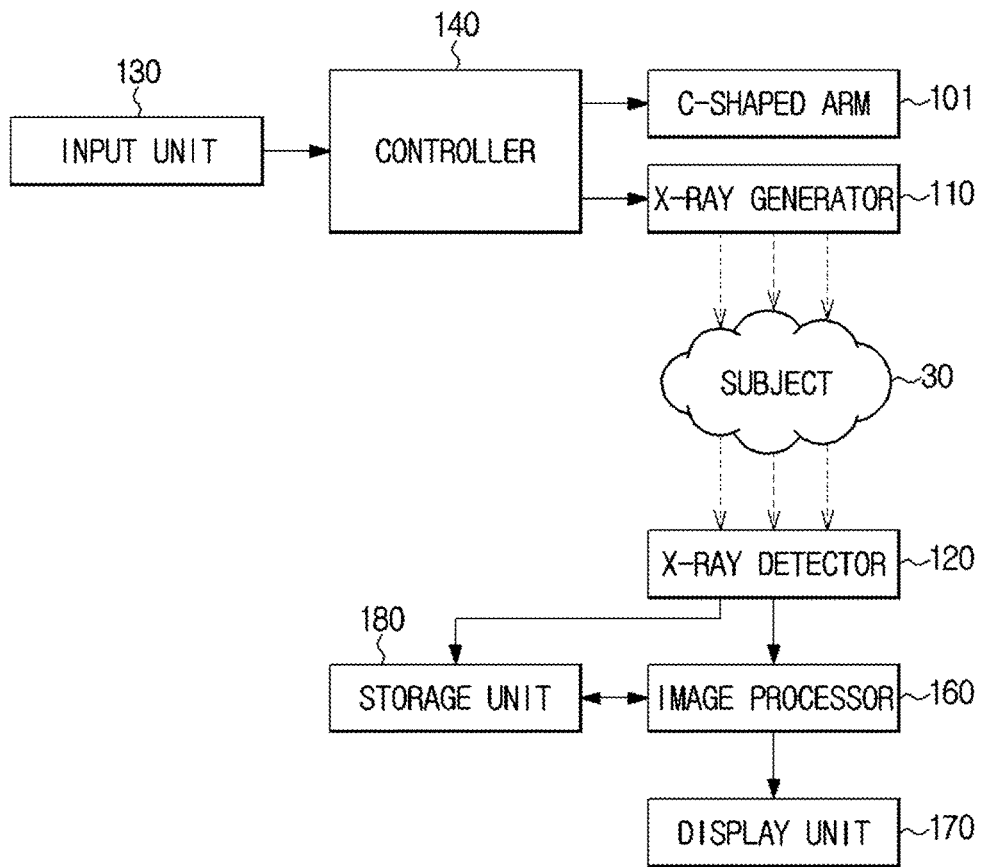 140
130
C-SHAPED ARM
101
INPUT UNIT
CONTROLLER
X-RAY GENERATOR
110
SUBJECT
30
X-RAY DETECTOR
120
180
STORAGE UNIT
IMAGE PROCESSOR
160
DISPLAY UNIT
170